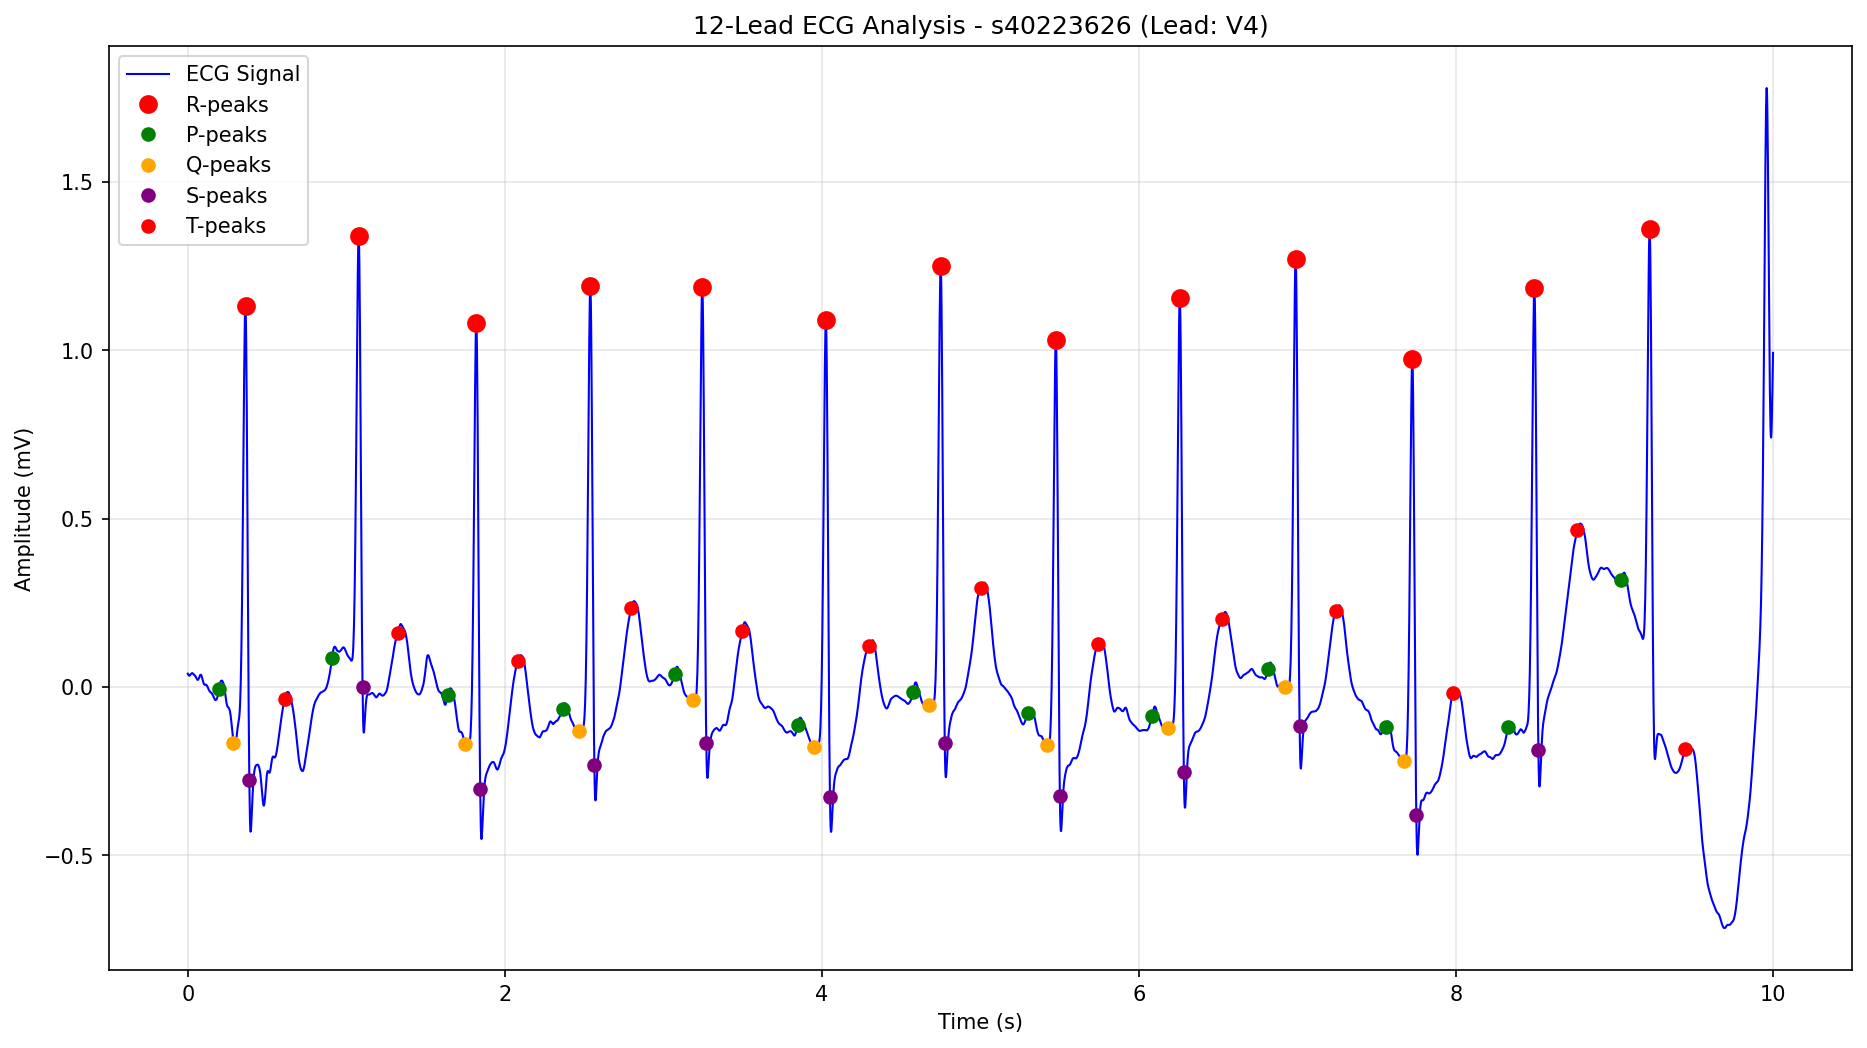 12-Lead ECG Analysis - s40223626 (Lead: V4)
ECG Signal
R-peaks
P-peaks
Q-peaks
S-peaks
T-peaks
1.5
1.0
0.5
0.0
−0.5
Amplitude (mV)
0 2 4 6 8 10
Time (s)